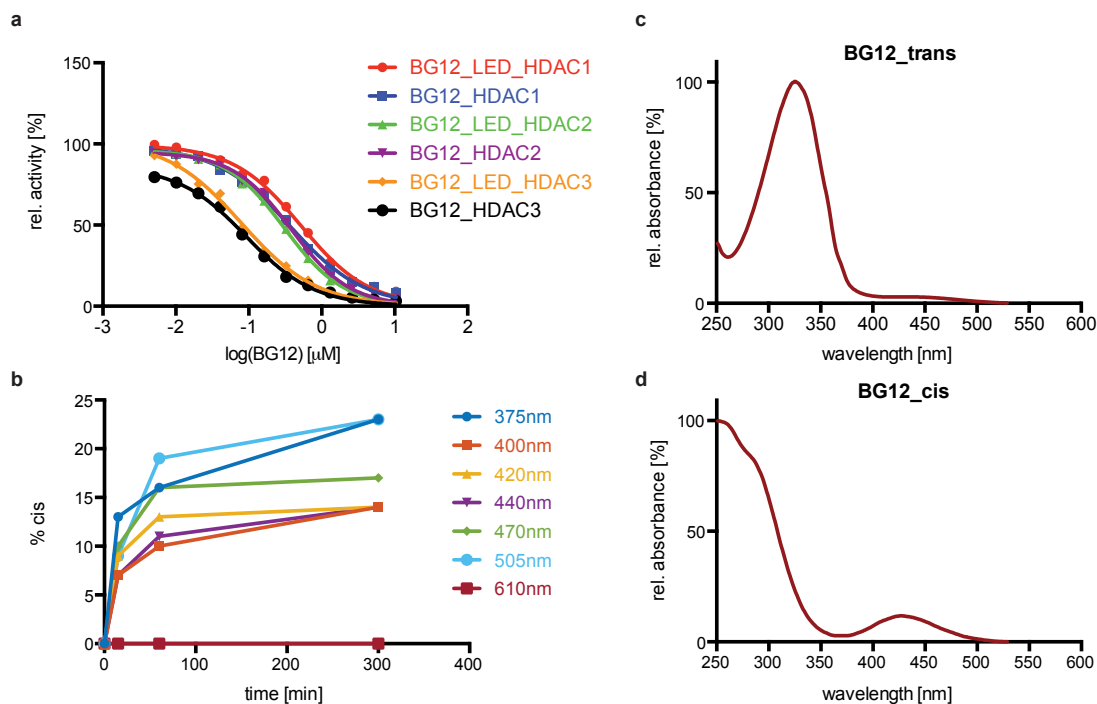 a
150
100
50
0
rel. activity [%]
-3
-2
-1
0
1
2
log(BG12) [µM]
BG12_LED_HDAC1
BG12_HDAC1
BG12_LED_HDAC2
BG12_HDAC2
BG12_LED_HDAC3
BG12_HDAC3
b
25
20
15
10
5
0
% cis
0
100
200
300
400
time [min]
375nm
400nm
420nm
440nm
470nm
505nm
610nm
c
BG12_trans
100
50
0
rel. absorbance [%]
250
300
350
400
450
500
550
600
wavelength [nm]
d
BG12_cis
100
50
0
rel. absorbance [%]
250
300
350
400
450
500
550
600
wavelength [nm]